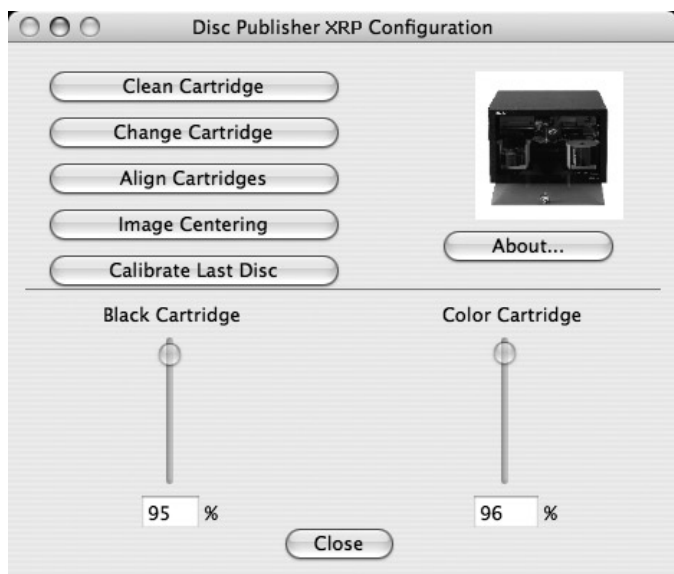 Disc Publisher XRP Configuration
Clean Cartridge
Change Cartridge
Align Cartridges
Image Centering
Calibrate Last Disc
About...
Black Cartridge
Color Cartridge
95 %
96 %
Close